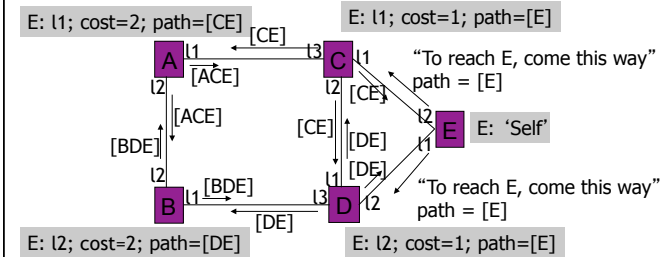 E: l1; cost=2; path=[CE]
E: l1; cost=1; path=[E]
[CE]
A
l1
l3
C
l1
“To reach E, come this way”
path = [E]
[ACE]
l2
l2
[CE]
[ACE]
[CE]
l2
E
E: ‘Self’
[BDE]
[DE]
l1
l2
[DE]
l1
“To reach E, come this way”
path = [E]
B
l1
[BDE]
l3
D
l2
[DE]
E: l2; cost=2; path=[DE]
E: l2; cost=1; path=[E]